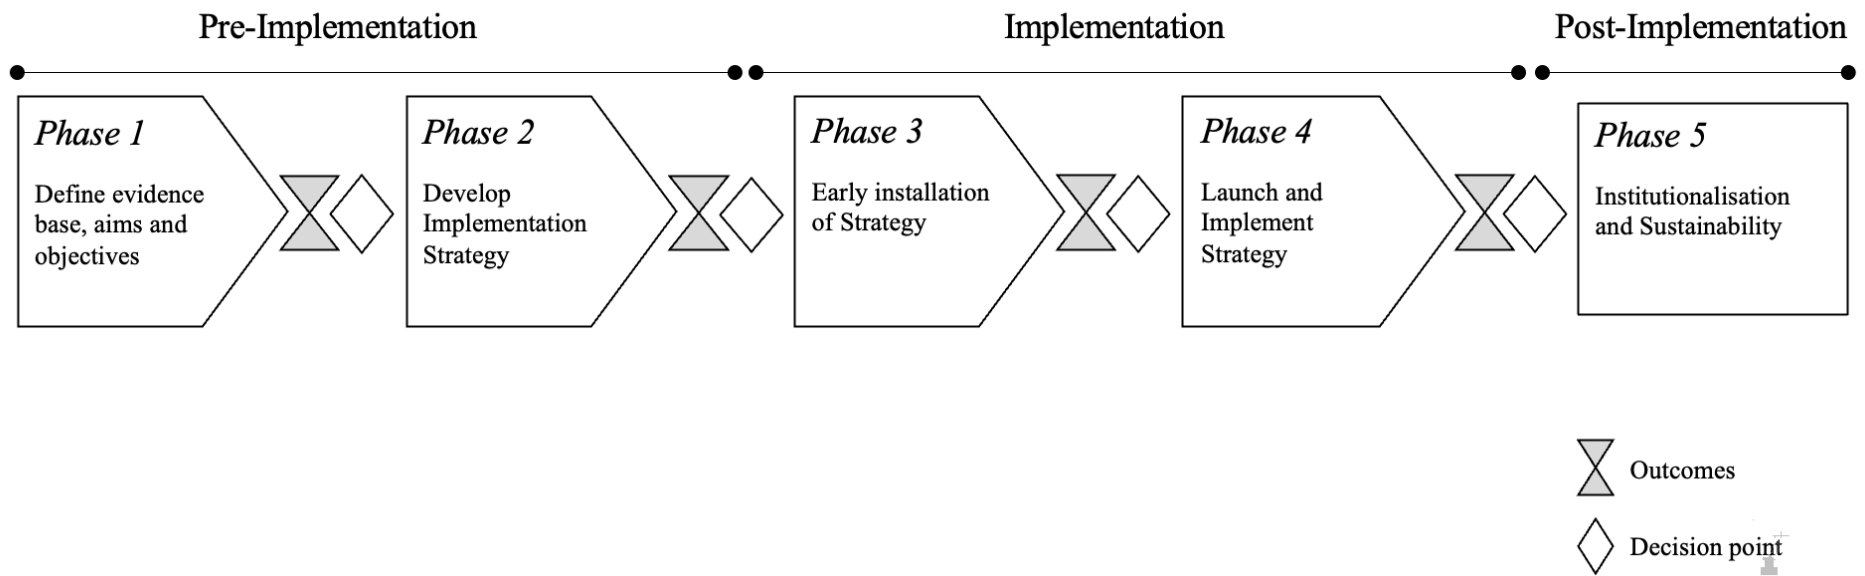 Pre-Implementation
Implementation
Post-Implementation
Phase 1
Define evidence
base, aims and
objectives
Phase 2
Develop
Implementation
Strategy
Phase 3
Early installation
of Strategy
Phase 4
Launch and
Implement
Strategy
Phase 5
Institutionalisation
and Sustainability
Outcomes
Decision point